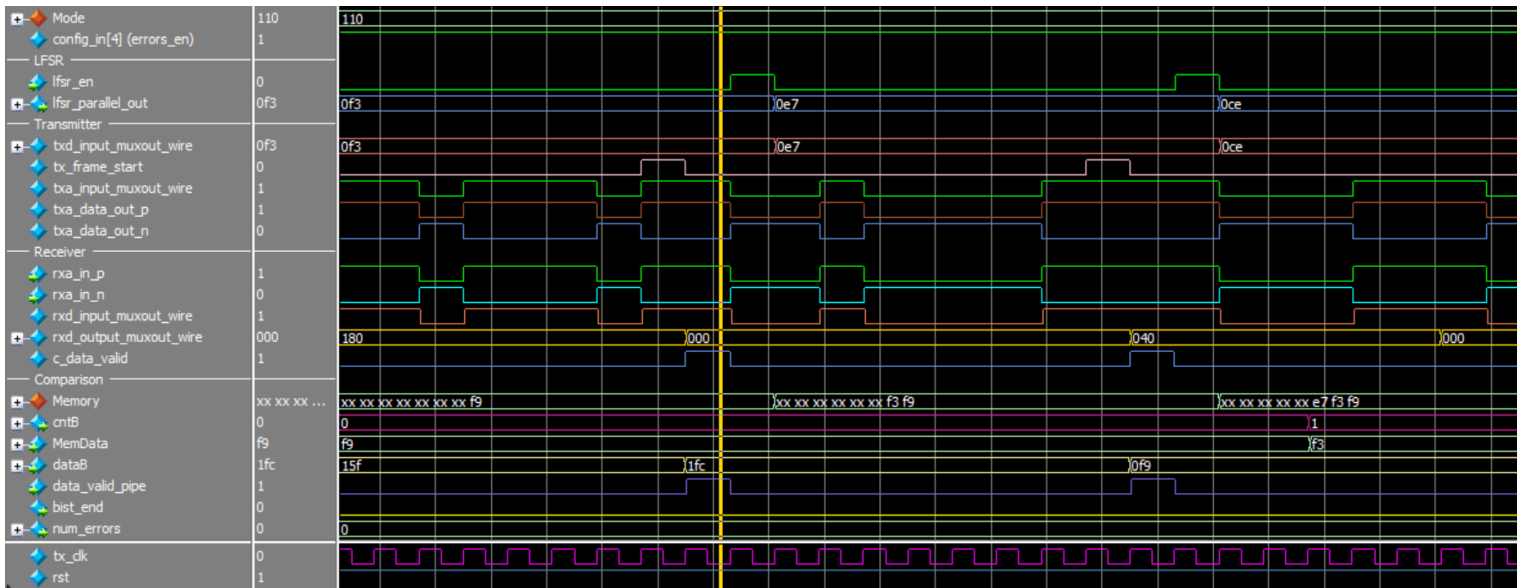 Mode 110 110
config_in[4] (errors_en) 1
LFSR
lfsr_en 0
lfsr_parallel_out 0f3 0f3 0e7 0ce
Transmitter
txd_input_muxout_wire 0f3 0f3 0e7 0ce
tx_frame_start 0
txa_input_muxout_wire 1
txa_data_out_p 1
txa_data_out_n 0
Receiver
rxa_in_p 1
rxa_in_n 0
rxd_input_muxout_wire 1
rxd_output_muxout_wire 000 180 000 040 000
c_data_valid 1
Comparison
Memory xx xx xx ... xx xx xx xx xx xx xx f9 xx xx xx xx xx xx f3 f9 xx xx xx xx xx e7 f3 f9
cntB 0 0 1
MemData f9 f9 f3
dataB 1fc 15f 1fc 0f9
data_valid_pipe 1
bist_end 0
num_errors 0 0
tx_clk 0
rst 1